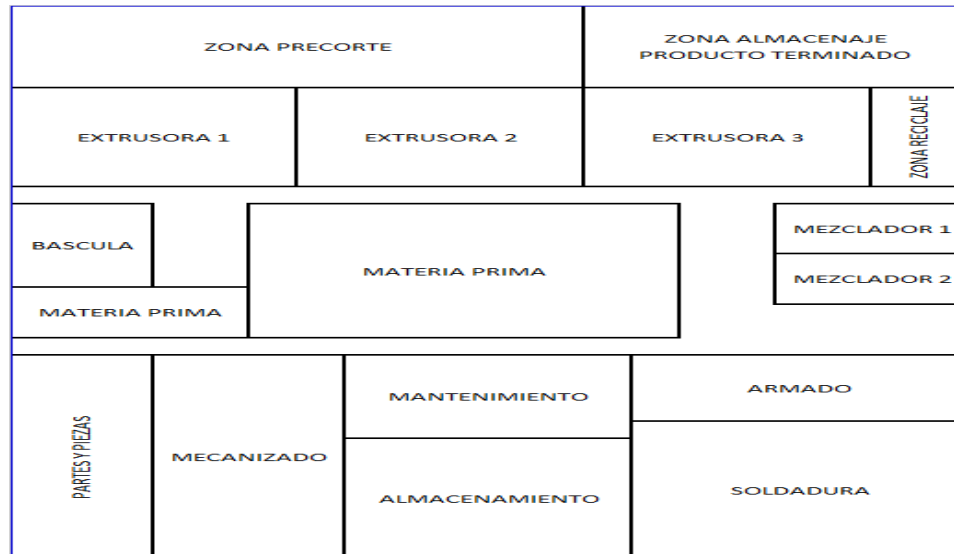 ZONA PRECORTE
ZONA ALMACENAJE
PRODUCTO TERMINADO
EXTRUSORA 1
EXTRUSORA 2
EXTRUSORA 3
ZONA RECICLAJE
BASCULA
MATERIA PRIMA
MATERIA PRIMA
MEZCLADOR 1
MEZCLADOR 2
PARTES Y PIEZAS
MECANIZADO
MANTENIMIENTO
ALMACENAMIENTO
ARMADO
SOLDADURA